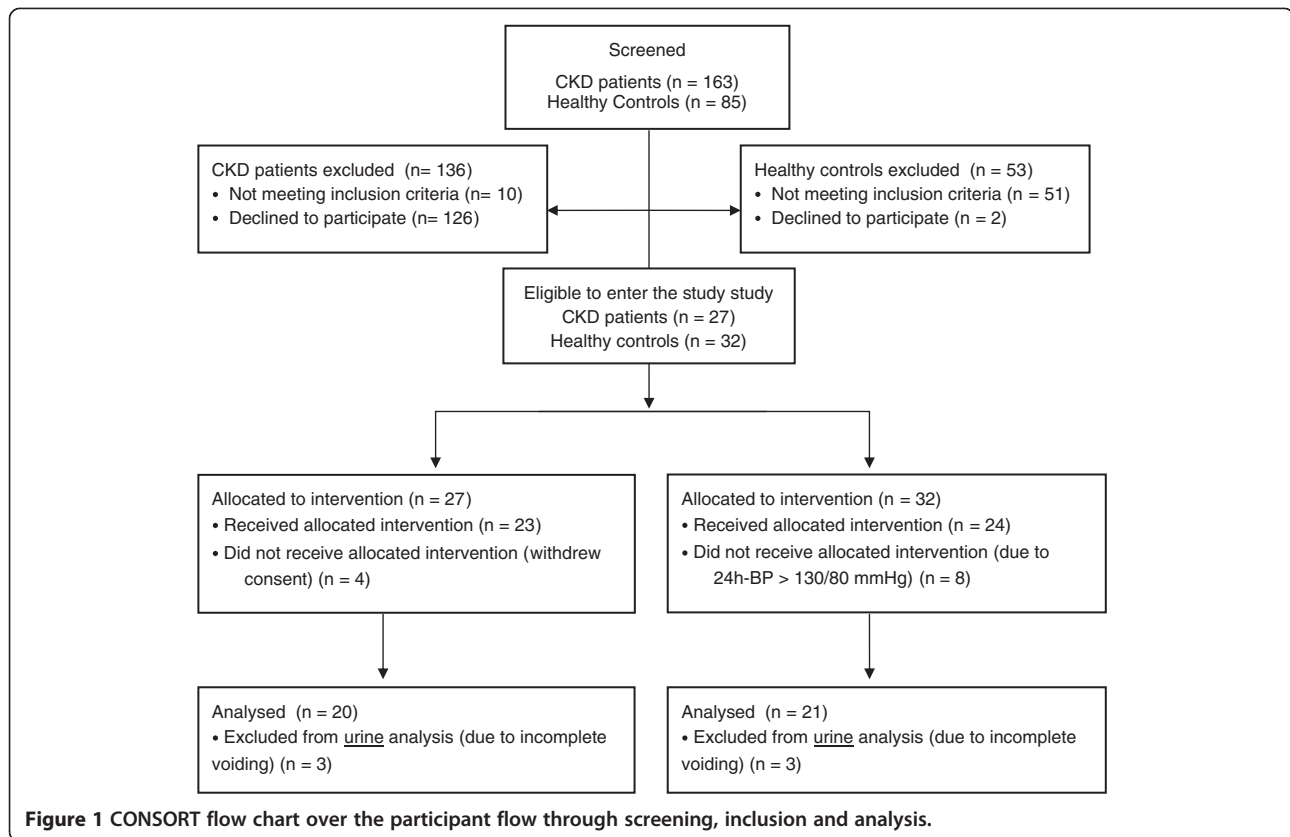 Screened
CKD patients (n = 163)
Healthy Controls (n = 85)
CKD patients excluded (n= 136)
• Not meeting inclusion criteria (n= 10)
• Declined to participate (n= 126)
Healthy controls excluded (n = 53)
• Not meeting inclusion criteria (n = 51)
• Declined to participate (n = 2)
Eligible to enter the study study
CKD patients (n = 27)
Healthy controls (n = 32)
Allocated to intervention (n = 27)
• Received allocated intervention (n = 23)
• Did not receive allocated intervention (withdrew
consent) (n = 4)
Allocated to intervention (n = 32)
• Received allocated intervention (n = 24)
• Did not receive allocated intervention (due to
24h-BP > 130/80 mmHg) (n = 8)
Analysed (n = 20)
• Excluded from urine analysis (due to incomplete
voiding) (n = 3)
Analysed (n = 21)
• Excluded from urine analysis (due to incomplete
voiding) (n = 3)
Figure 1 CONSORT flow chart over the participant flow through screening, inclusion and analysis.